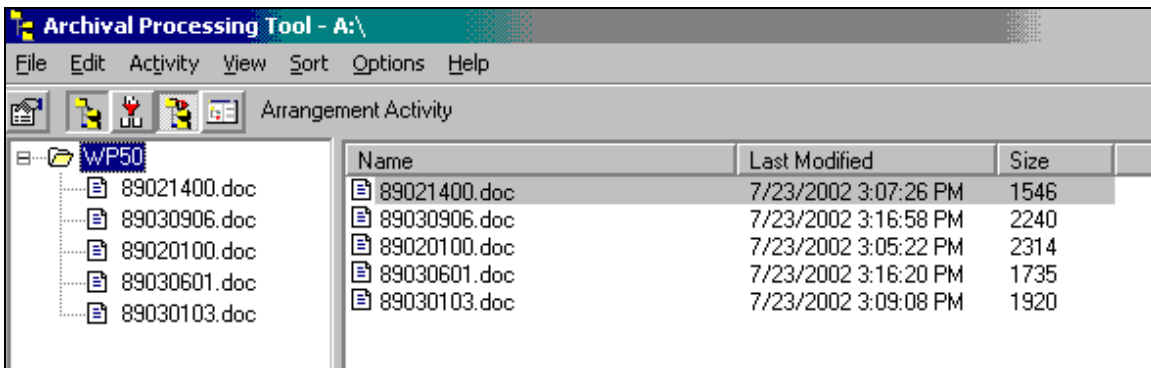 Archival Processing Tool - A:\
File Edit Activity View Sort Options Help
Arrangement Activity
WP50
89021400.doc
89030906.doc
89020100.doc
89030601.doc
89030103.doc
Name Last Modified Size
89021400.doc 7/23/2002 3:07:26 PM 1546
89030906.doc 7/23/2002 3:16:58 PM 2240
89020100.doc 7/23/2002 3:05:22 PM 2314
89030601.doc 7/23/2002 3:16:20 PM 1735
89030103.doc 7/23/2002 3:09:08 PM 1920